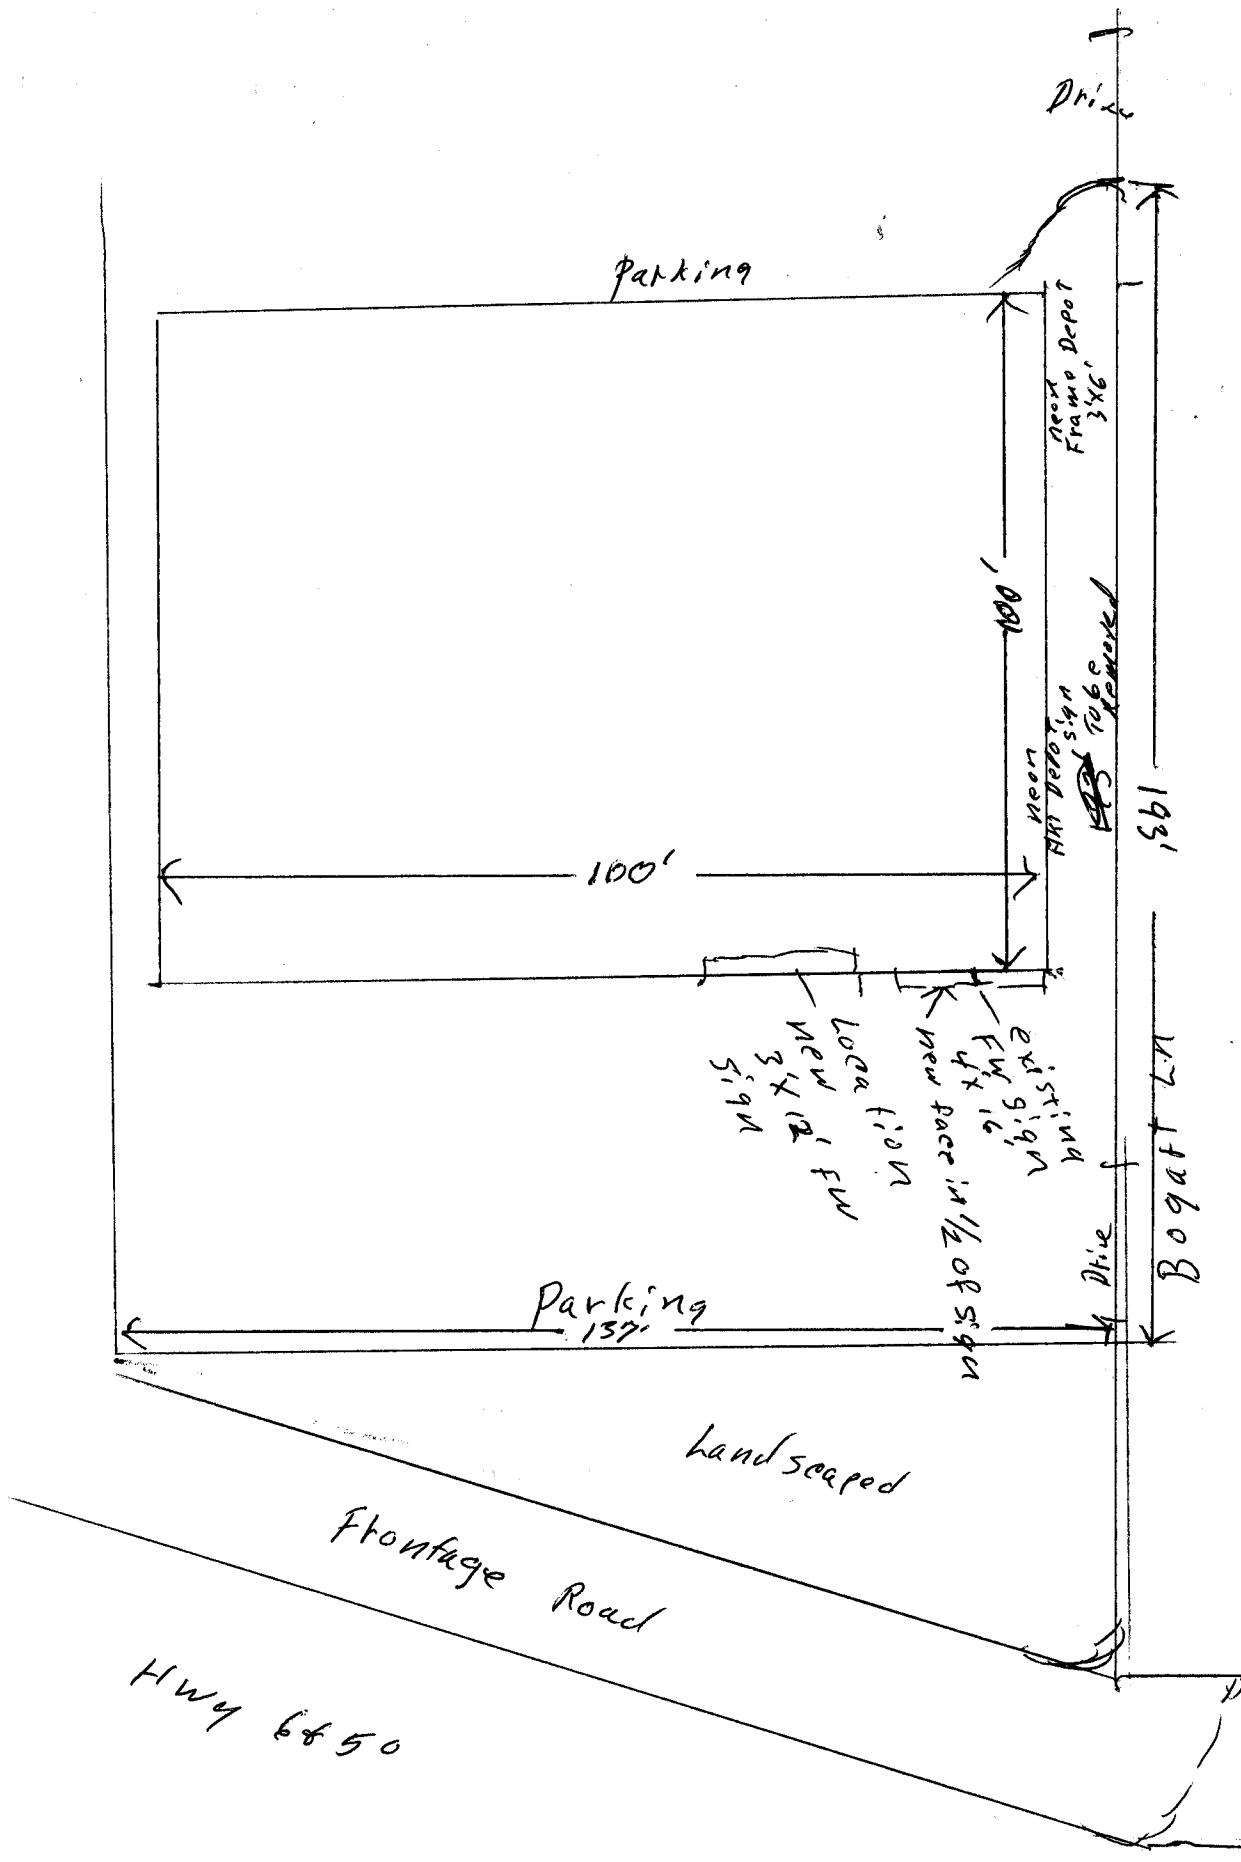 Drive
Parking
neon
Frame Depot
3'x6'
100'
neon
Art Depot
sign
To be
Removed
193'
100'
Location
new
3'x12' FW
sign
existing
FW sign
4'x16'
new face in 1/2 of sign
Bogart Ln
Drive
Parking
137'
Landscaped
Frontage Road
Hwy 6&50